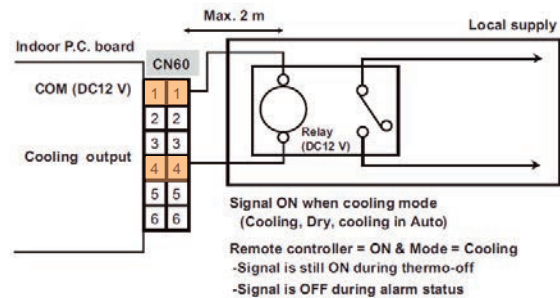 Max. 2 m
Local supply
Indoor P.C. board
CN60
COM (DC12 V)
1 1
2 2
3 3
Cooling output
4 4
5 5
6 6
Relay
(DC12 V)
Signal ON when cooling mode
(Cooling, Dry, cooling in Auto)
Remote controller = ON & Mode = Cooling
-Signal is still ON during thermo-off
-Signal is OFF during alarm status